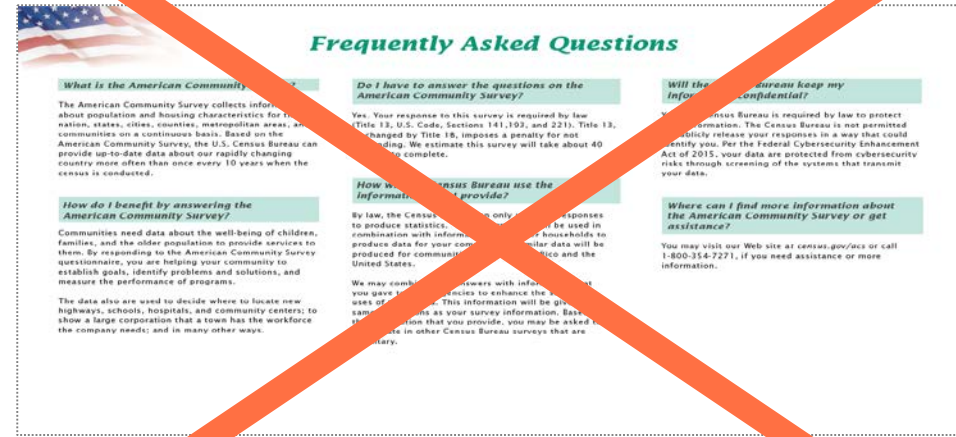 Frequently Asked Questions
What is the American Community
The American Community Survey collects
about population and housing characteristics for
nation, states, cities, counties, metropolitan areas,
communities on a continuous basis. Based on the
American Community Survey, the U.S. Census Bureau can
provide up-to-date data about our rapidly changing
country more often than once every 10 years when the
census is conducted.
How do I benefit by answering the
American Community Survey?
Communities need data about the well-being of children,
families, and the older population to provide services to
them. By responding to the American Community Survey
questionnaire, you are helping your community to
establish goals, identify problems and solutions, and
measure the performance of programs.
The data also are used to decide where to locate new
highways, schools, hospitals, and community centers; to
show a large corporation that a town has the workforce
the company needs; and in many other ways.
Do I have to answer the questions on the
American Community Survey?
Yes. Your response to this survey is required by law
(Title 13, U.S. Code, Sections 141,193, and 221). Title 13,
changed by Title 18, imposes a penalty for not
We estimate this survey will take about 40
to complete.
How Census Bureau use the
provide?
By law, the Census only
to produce statistics. be used in
combination with households to
produce data for your data will be
produced for and the
United States.
We may with
you gave to enhance the
uses of This information will be
as your survey information.
that you provide, you may be asked
in other Census Bureau surveys that are
Will the Bureau keep my
confidential?
Bureau is required by law to protect
The Census Bureau is not permitted
release your responses in a way that could
identify you. Per the Federal Cybersecurity Enhancement
Act of 2015, your data are protected from cybersecurity
risks through screening of the systems that transmit
your data.
Where can I find more information about
the American Community Survey or get
assistance?
You may visit our Web site at census.gov/acs or call
1-800-354-7271, if you need assistance or more
information.